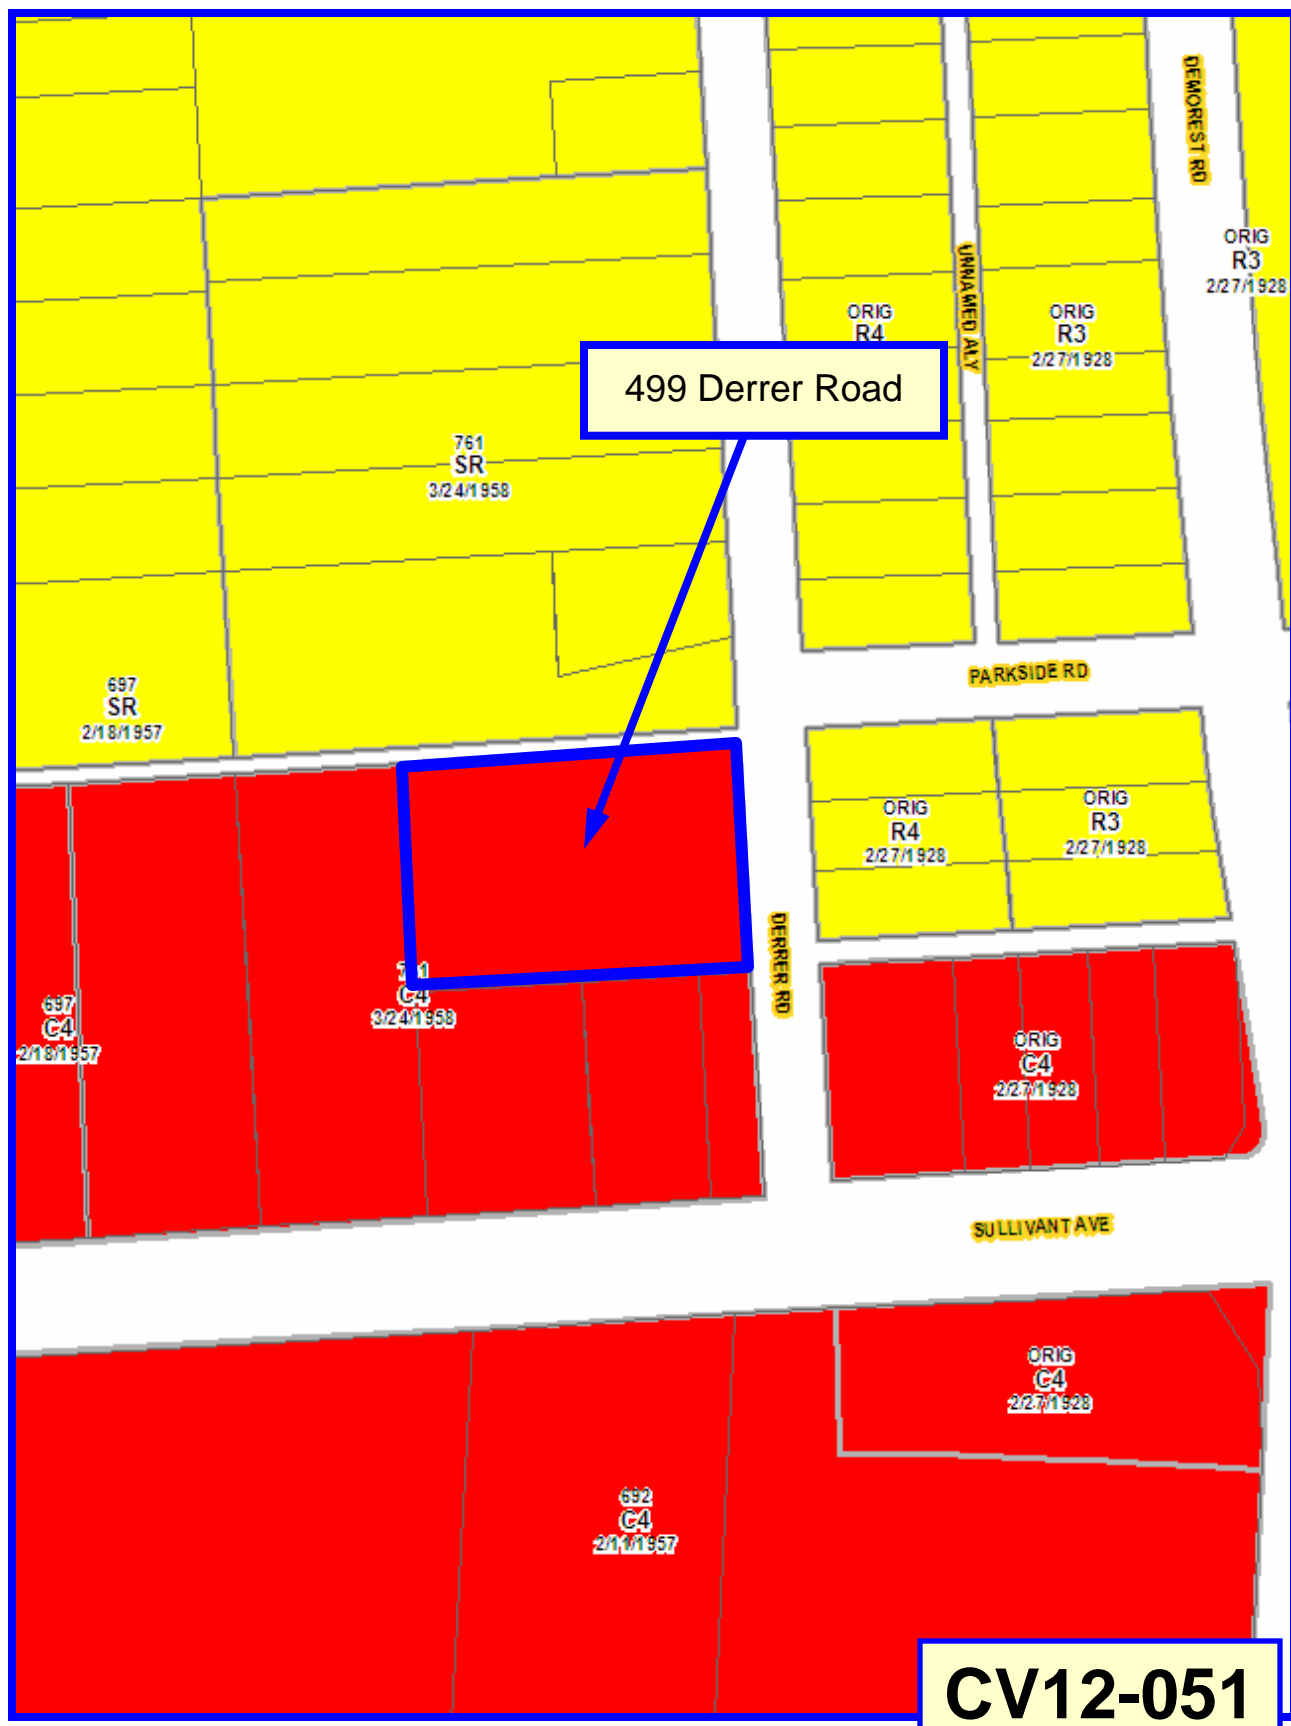 DEMOREST RD
ORIG
R3
2/27/1928
UNNAMED ALY
ORIG
R4
ORIG
R3
2/27/1928
499 Derrer Road
761
SR
3/24/1958
PARKSIDE RD
697
SR
2/18/1957
ORIG
R4
2/27/1928
ORIG
R3
2/27/1928
DERRER RD
C4
3/24/1958
697
C4
2/18/1957
ORIG
C4
2/27/1928
SULLIVANT AVE
ORIG
C4
2/27/1928
692
C4
2/11/1957
CV12-051